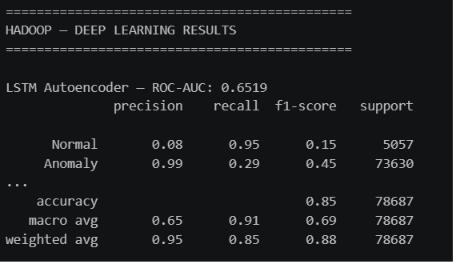 ==============================================
HADOOP — DEEP LEARNING RESULTS
==============================================
LSTM Autoencoder — ROC-AUC: 0.6519
precision recall f1-score support
Normal 0.08 0.95 0.15 5057
Anomaly 0.99 0.29 0.45 73630
...
accuracy 0.85 78687
macro avg 0.65 0.91 0.69 78687
weighted avg 0.95 0.85 0.88 78687